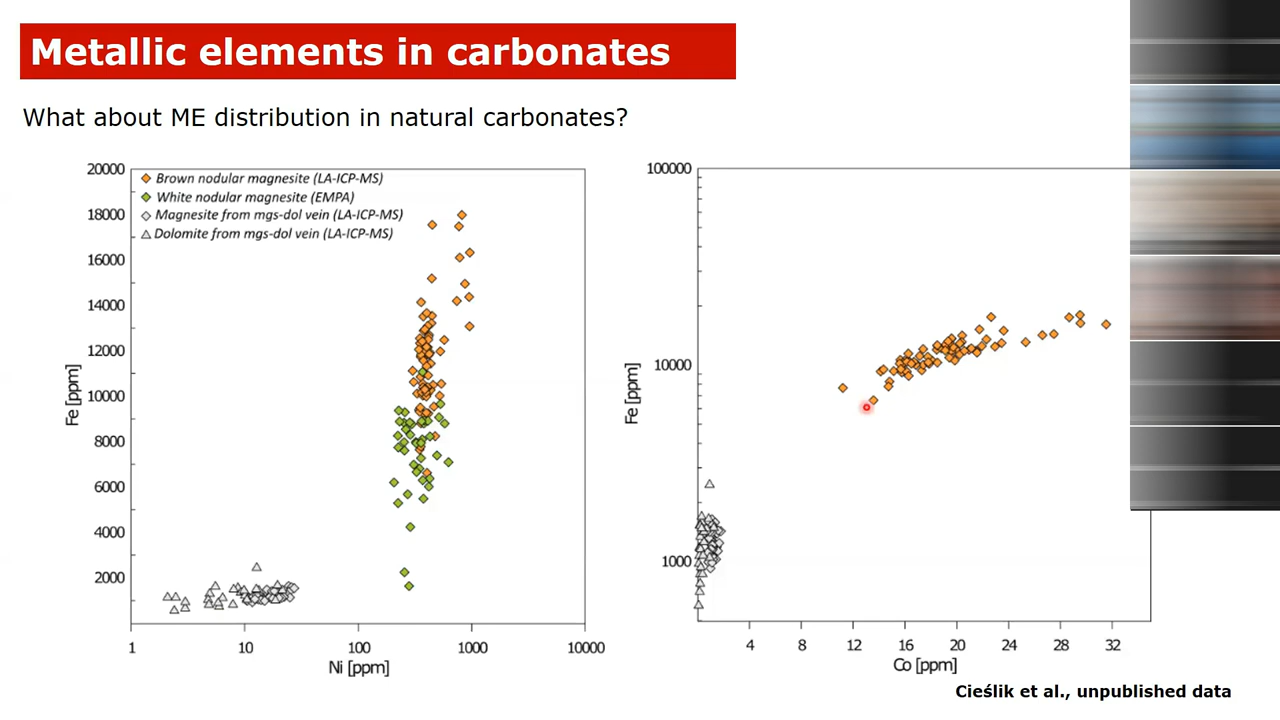 Metallic elements in carbonates
What about ME distribution in natural carbonates?
20000
18000
16000
14000
12000
10000
8000
6000
4000
2000
Fe [ppm]
Brown nodular magnesite (LA-ICP-MS)
White nodular magnesite (EMPA)
Magnesite from mgs-dol vein (LA-ICP-MS)
Dolomite from mgs-dol vein (LA-ICP-MS)
1 10 100 1000 10000
Ni [ppm]
100000
10000
1000
Fe [ppm]
4 8 12 16 20 24 28 32
Co [ppm]
Cieślik et al., unpublished data